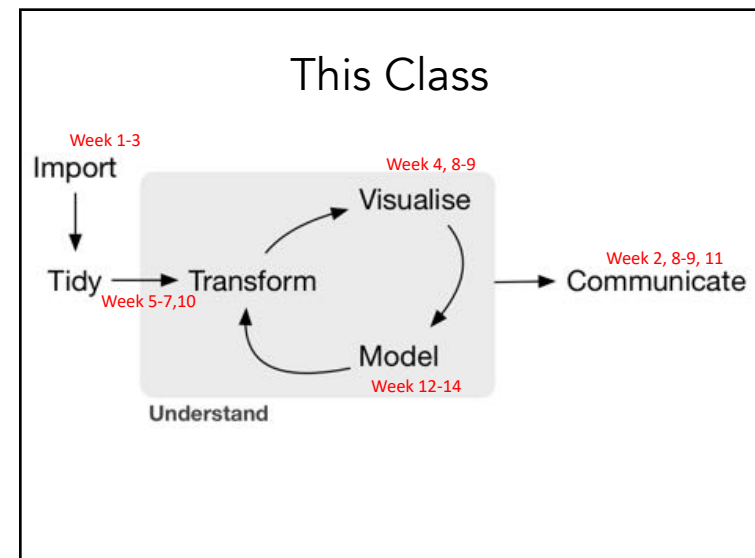 This Class
Week 1-3
Import
Week 4, 8-9
Visualise
Week 2, 8-9, 11
Tidy
Transform
Communicate
Week 5-7,10
Model
Week 12-14
Understand